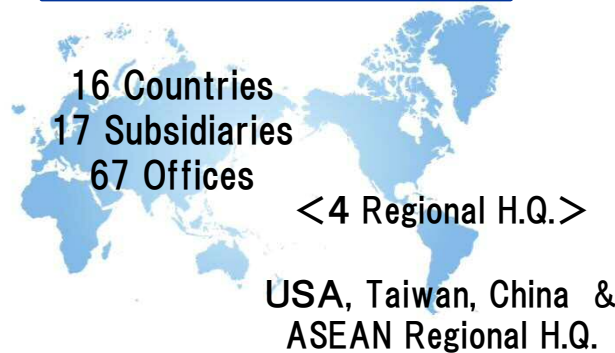 16 Countries
17 Subsidiaries
67 Offices
<4 Regional H.Q.>
USA, Taiwan, China &
ASEAN Regional H.Q.